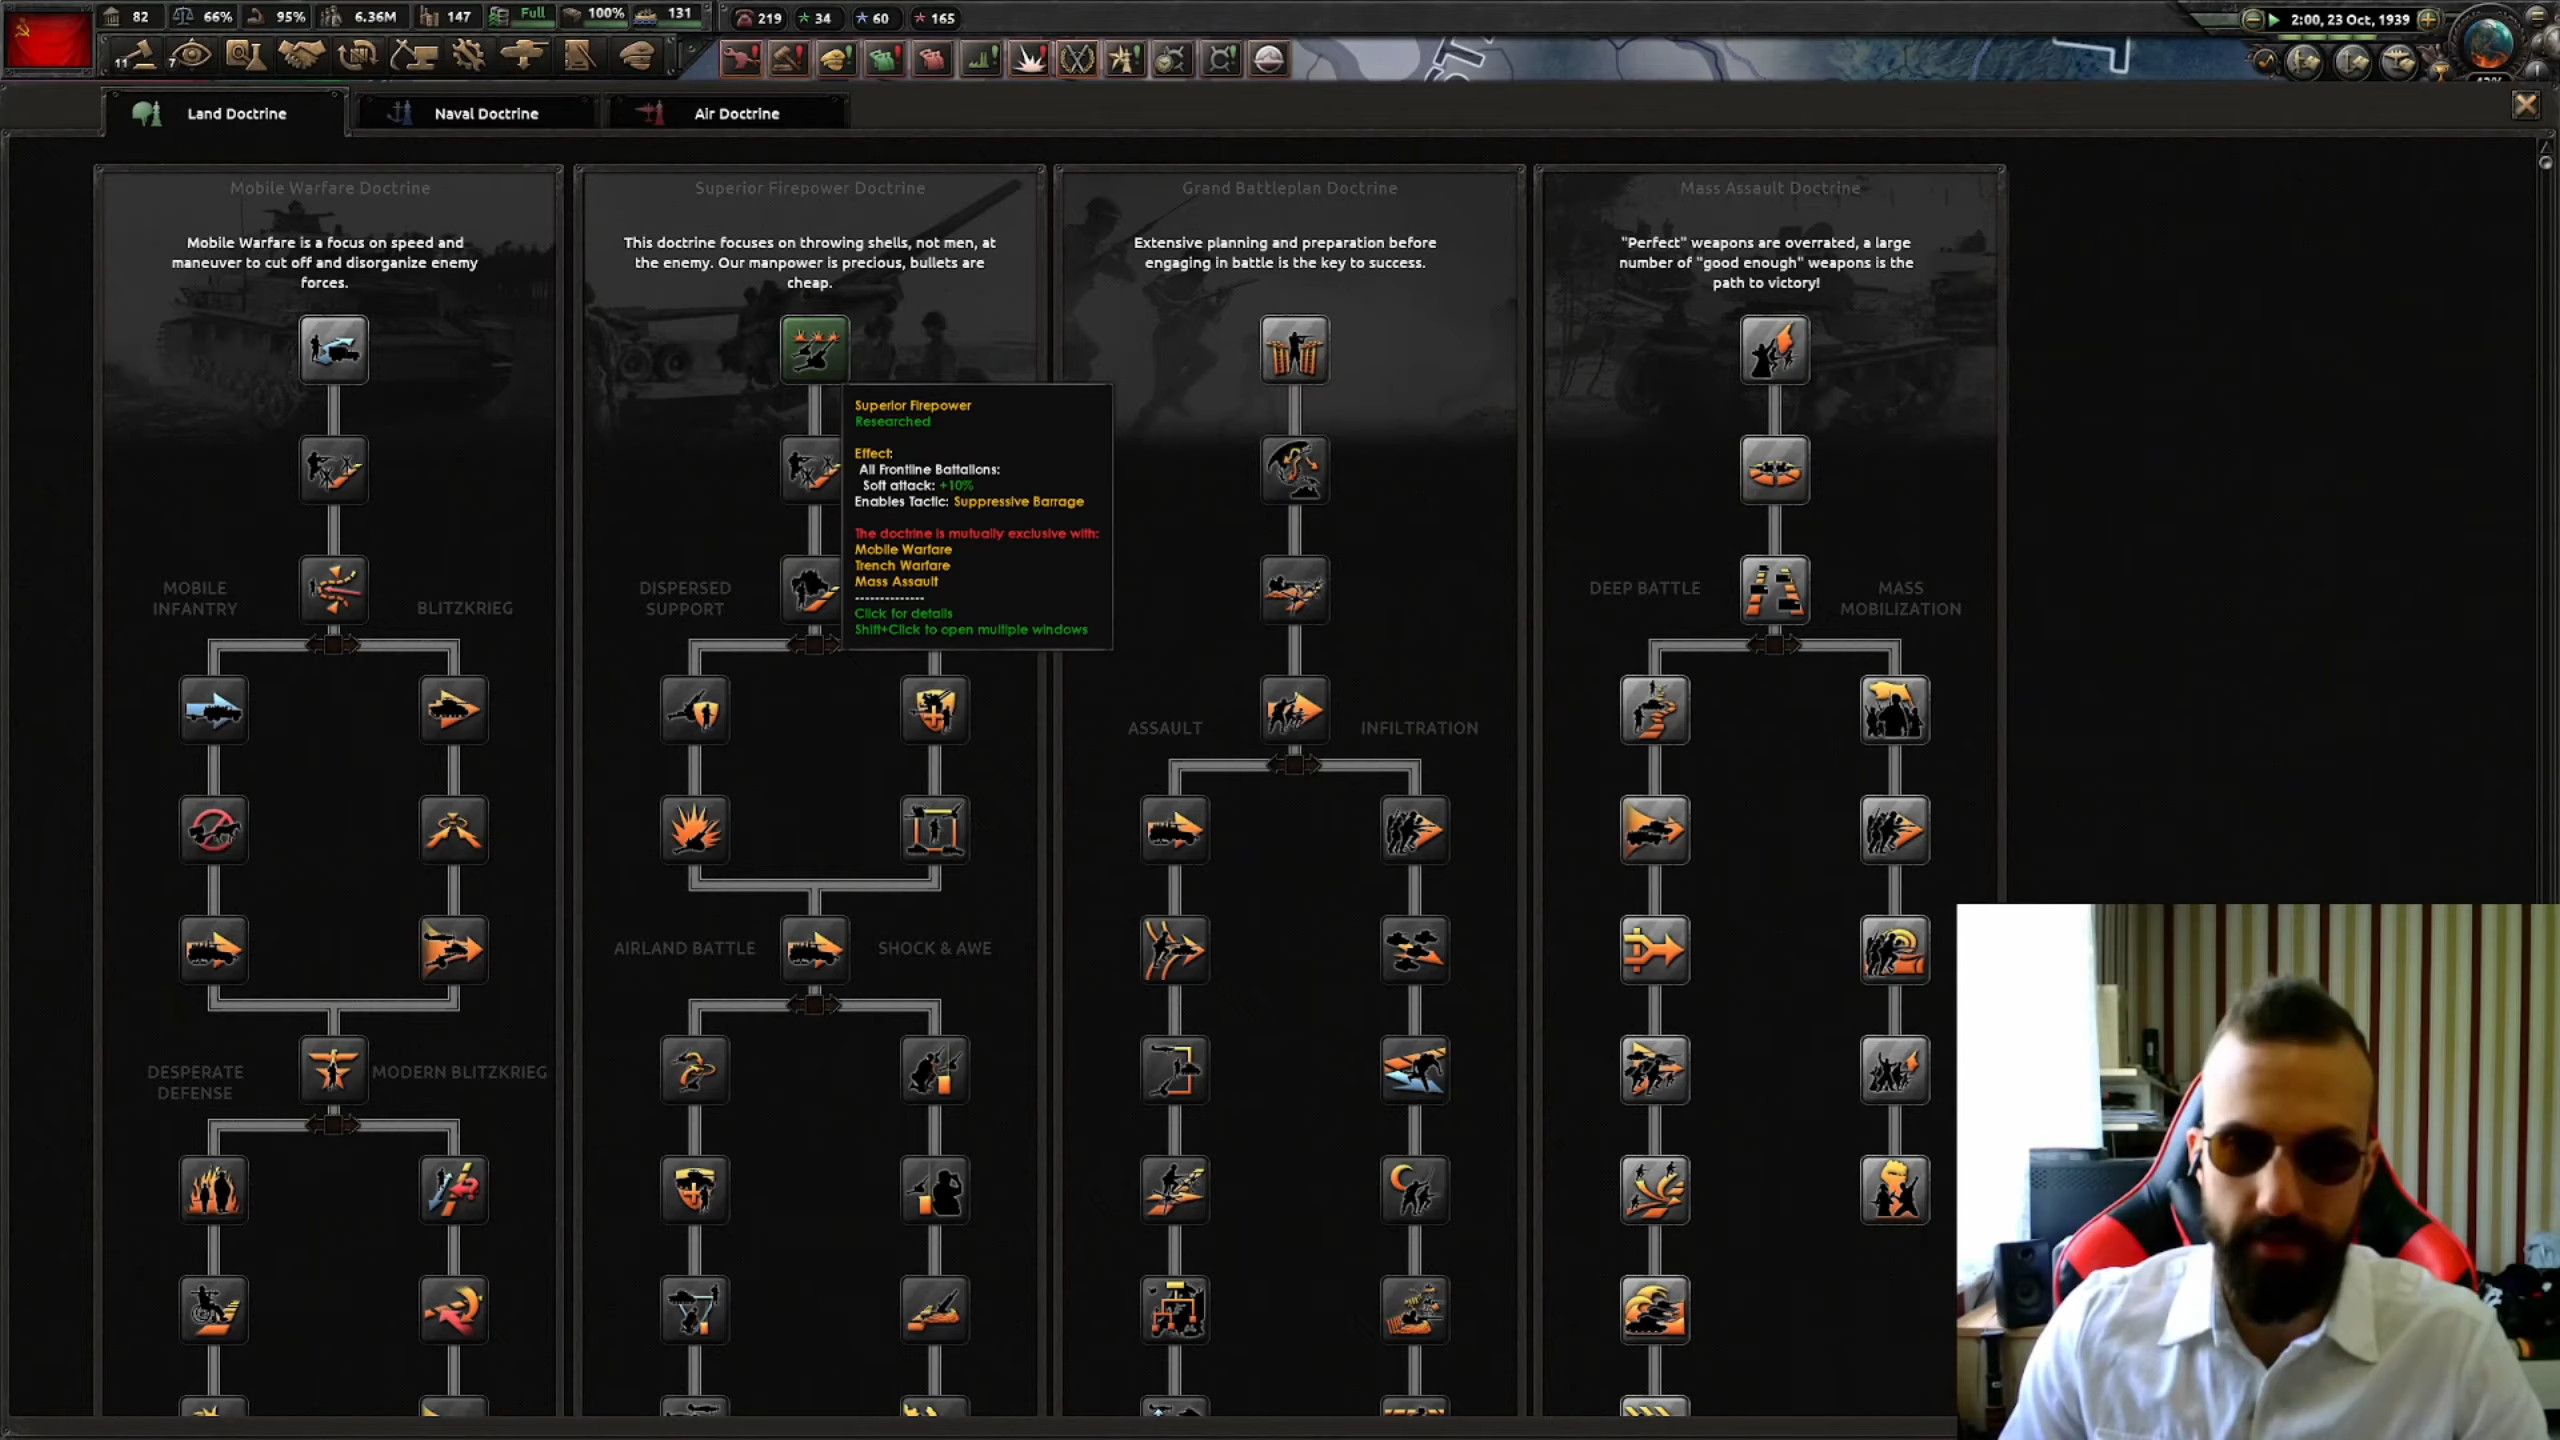 82 66% 95% 6.36M 147 Full 100% 131 219 34 60 165 2:00, 23 Oct, 1939
11 7
Land Doctrine Naval Doctrine Air Doctrine
Mobile Warfare Doctrine
Mobile Warfare is a focus on speed and
maneuver to cut off and disorganize enemy
forces.
MOBILE
INFANTRY
BLITZKRIEG
DESPERATE
DEFENSE
MODERN BLITZKRIEG
Superior Firepower Doctrine
This doctrine focuses on throwing shells, not men, at
the enemy. Our manpower is precious, bullets are
cheap.
Superior Firepower
Researched
Effect:
All Frontline Battalions:
Soft attack: +10%
Enables Tactic: Suppressive Barrage
The doctrine is mutually exclusive with:
Mobile Warfare
Trench Warfare
Mass Assault
--------------
Click for details
Shift+Click to open multiple windows
DISPERSED
SUPPORT
AIRLAND BATTLE
SHOCK & AWE
Grand Battleplan Doctrine
Extensive planning and preparation before
engaging in battle is the key to success.
ASSAULT
INFILTRATION
Mass Assault Doctrine
"Perfect" weapons are overrated, a large
number of "good enough" weapons is the
path to victory!
DEEP BATTLE
MASS
MOBILIZATION